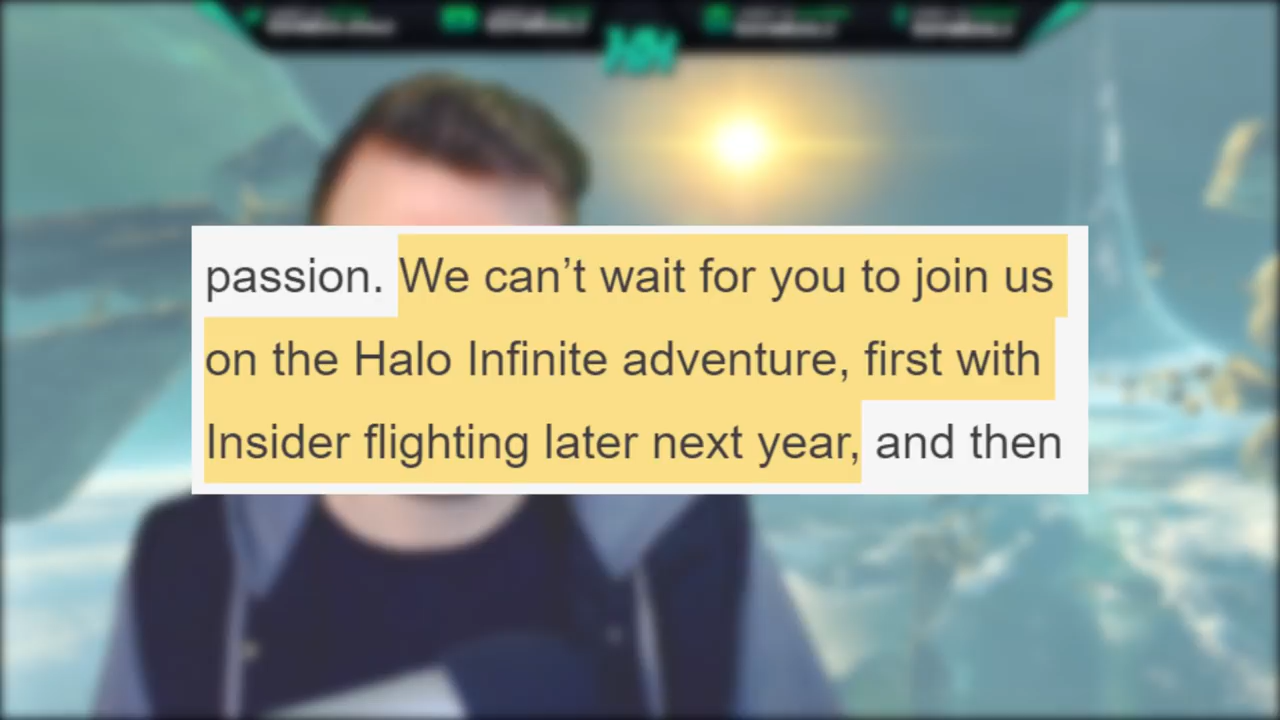 passion. We can’t wait for you to join us
on the Halo Infinite adventure, first with
Insider flighting later next year, and then